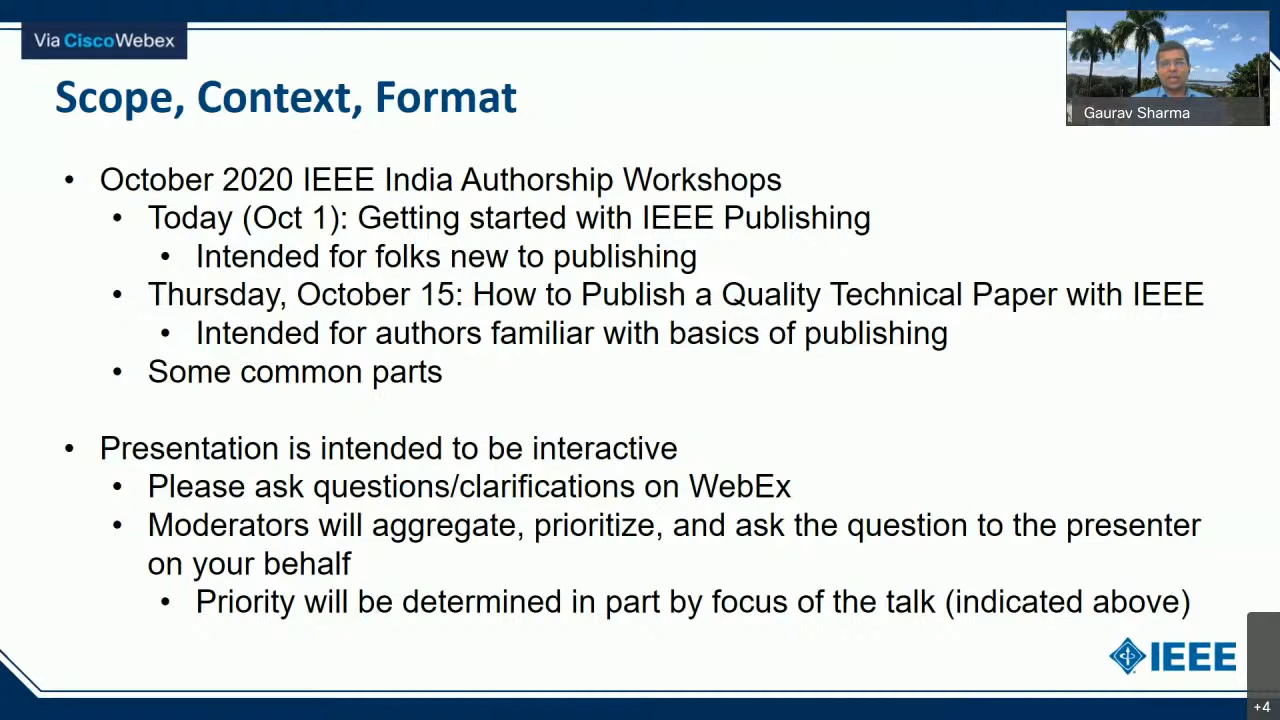 Via CiscoWebex
Gaurav Sharma
Scope, Context, Format
• October 2020 IEEE India Authorship Workshops
• Today (Oct 1): Getting started with IEEE Publishing
• Intended for folks new to publishing
• Thursday, October 15: How to Publish a Quality Technical Paper with IEEE
• Intended for authors familiar with basics of publishing
• Some common parts
• Presentation is intended to be interactive
• Please ask questions/clarifications on WebEx
• Moderators will aggregate, prioritize, and ask the question to the presenter
on your behalf
• Priority will be determined in part by focus of the talk (indicated above)
IEEE
+4